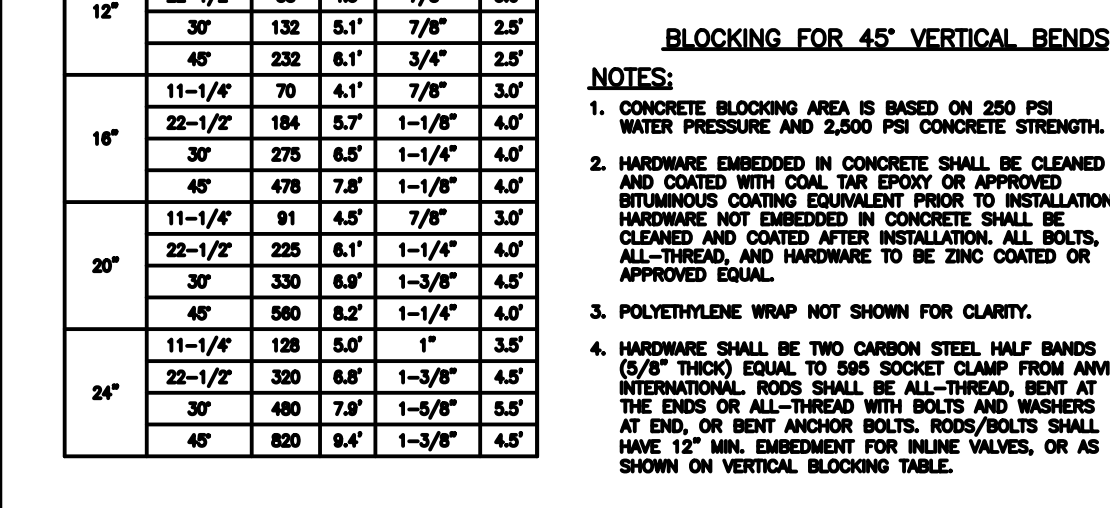 12"
30° 132 5.1' 7/8" 2.5'
45° 232 6.1' 3/4" 2.5'
16"
11-1/4° 70 4.1' 7/8" 3.0'
22-1/2° 184 5.7' 1-1/8" 4.0'
30° 275 6.5' 1-1/4" 4.0'
45° 478 7.8' 1-1/8" 4.0'
20"
11-1/4° 91 4.5' 7/8" 3.0'
22-1/2° 225 6.1' 1-1/4" 4.0'
30° 330 6.9' 1-3/8" 4.5'
45° 560 8.2' 1-1/4" 4.0'
24"
11-1/4° 128 5.0' 1" 3.5'
22-1/2° 320 6.8' 1-3/8" 4.5'
30° 480 7.9' 1-5/8" 5.5'
45° 820 9.4' 1-3/8" 4.5'
BLOCKING FOR 45° VERTICAL BENDS
NOTES:
1. CONCRETE BLOCKING AREA IS BASED ON 250 PSI
WATER PRESSURE AND 2,500 PSI CONCRETE STRENGTH.
2. HARDWARE EMBEDDED IN CONCRETE SHALL BE CLEANED
AND COATED WITH COAL TAR EPOXY OR APPROVED
BITUMINOUS COATING EQUIVALENT PRIOR TO INSTALLATION
HARDWARE NOT EMBEDDED IN CONCRETE SHALL BE
CLEANED AND COATED AFTER INSTALLATION. ALL BOLTS,
ALL-THREAD, AND HARDWARE TO BE ZINC COATED OR
APPROVED EQUAL.
3. POLYETHYLENE WRAP NOT SHOWN FOR CLARITY.
4. HARDWARE SHALL BE TWO CARBON STEEL HALF BANDS
(5/8" THICK) EQUAL TO 595 SOCKET CLAMP FROM ANVI
INTERNATIONAL. RODS SHALL BE ALL-THREAD, BENT AT
THE ENDS OR ALL-THREAD WITH BOLTS AND WASHERS
AT END, OR BENT ANCHOR BOLTS. RODS/BOLTS SHALL
HAVE 12" MIN. EMBEDMENT FOR INLINE VALVES, OR AS
SHOWN ON VERTICAL BLOCKING TABLE.